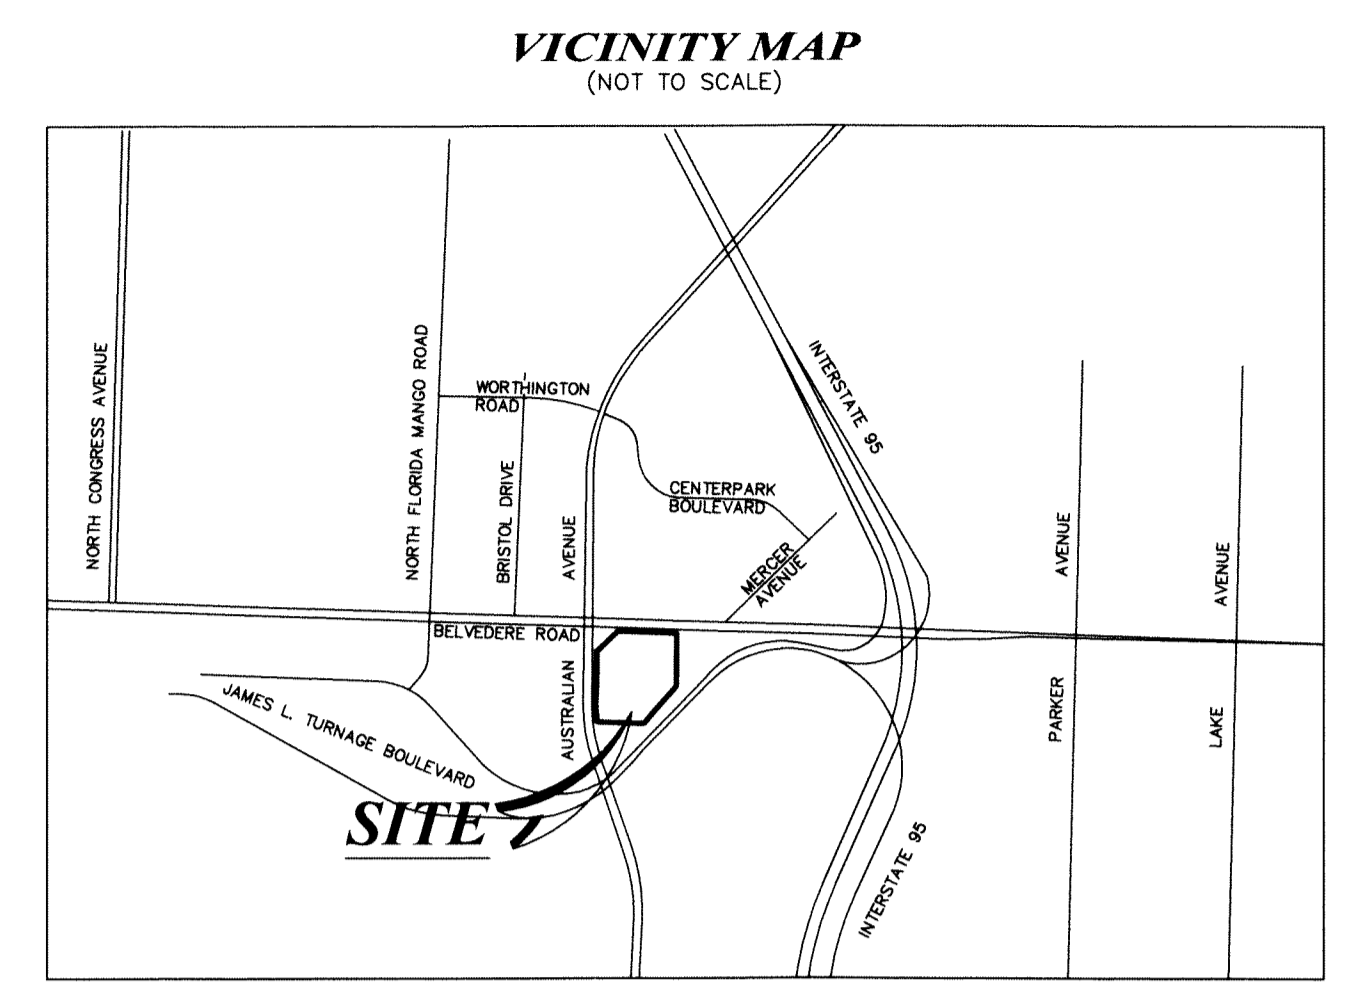 VICINITY MAP
(NOT TO SCALE)
NORTH CONGRESS AVENUE
NORTH FLORIDA MANGO ROAD
WORTHINGTON
ROAD
BRISTOL DRIVE
AUSTRALIAN AVENUE
CENTERPARK
BOULEVARD
MERCER
AVENUE
INTERSTATE 95
PARKER AVENUE
LAKE AVENUE
BELVEDERE ROAD
JAMES L. TURNAGE BOULEVARD
SITE
INTERSTATE 95